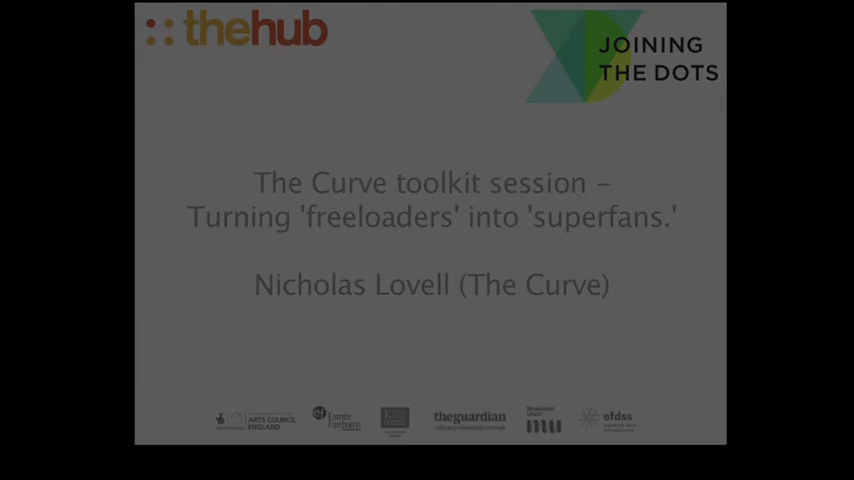 thehub
JOINING
THE DOTS
The Curve toolkit session –
Turning 'freeloaders' into 'superfans.'
Nicholas Lovell (The Curve)
ARTS COUNCIL
ENGLAND
Esmée
Fairbairn
theguardian
mu
efdss